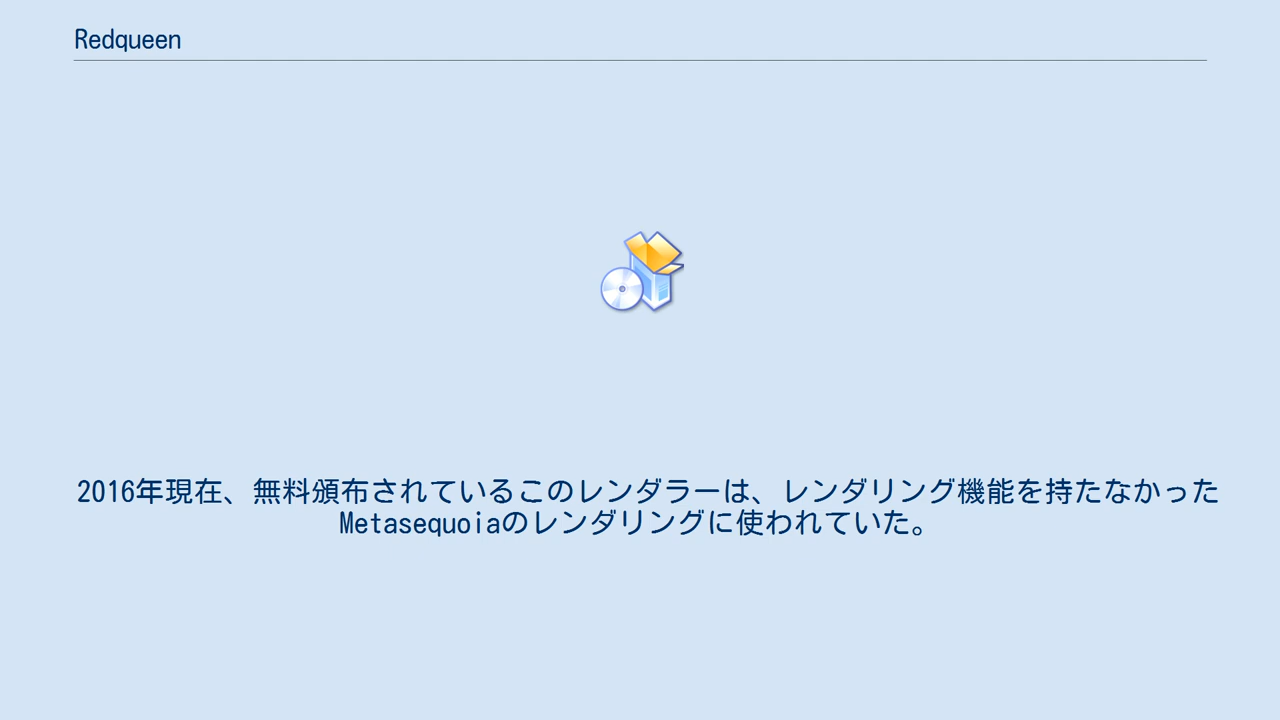 Redqueen
2016年現在、無料頒布されているこのレンダラーは、レンダリング機能を持たなかった
Metasequoiaのレンダリングに使われていた。